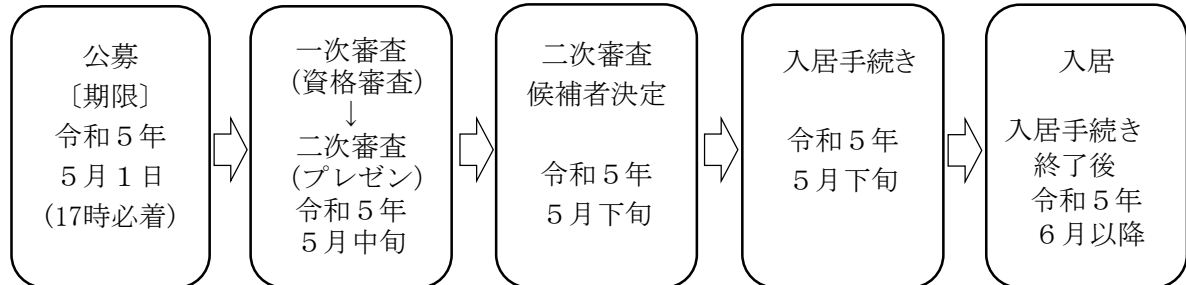 公募
〔期限〕
令和５年
５月１日
(17時必着)
一次審査
(資格審査)
↓
二次審査
(プレゼン)
令和５年
５月中旬
二次審査
候補者決定
令和５年
５月下旬
入居手続き
令和５年
５月下旬
入居
入居手続き
終了後
令和５年
６月以降